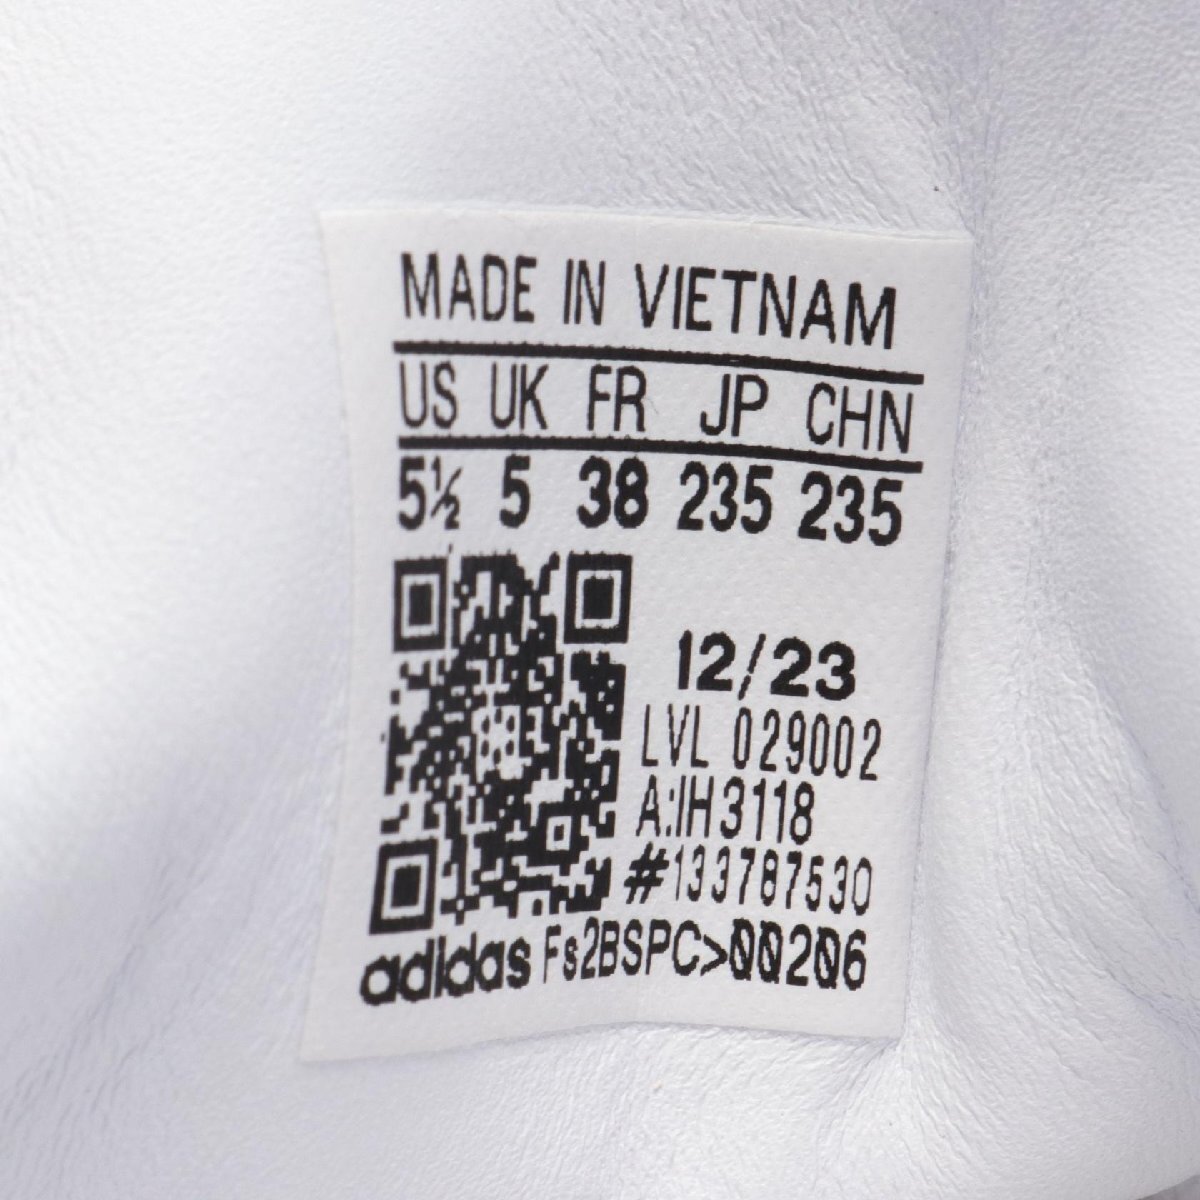 MADE IN VIETNAM
US UK FR JP CHN
5½ 5 38 235 235
12/23
LVL 029002
A:IH3118
#133787530
adidas Fs2BSPC>00206